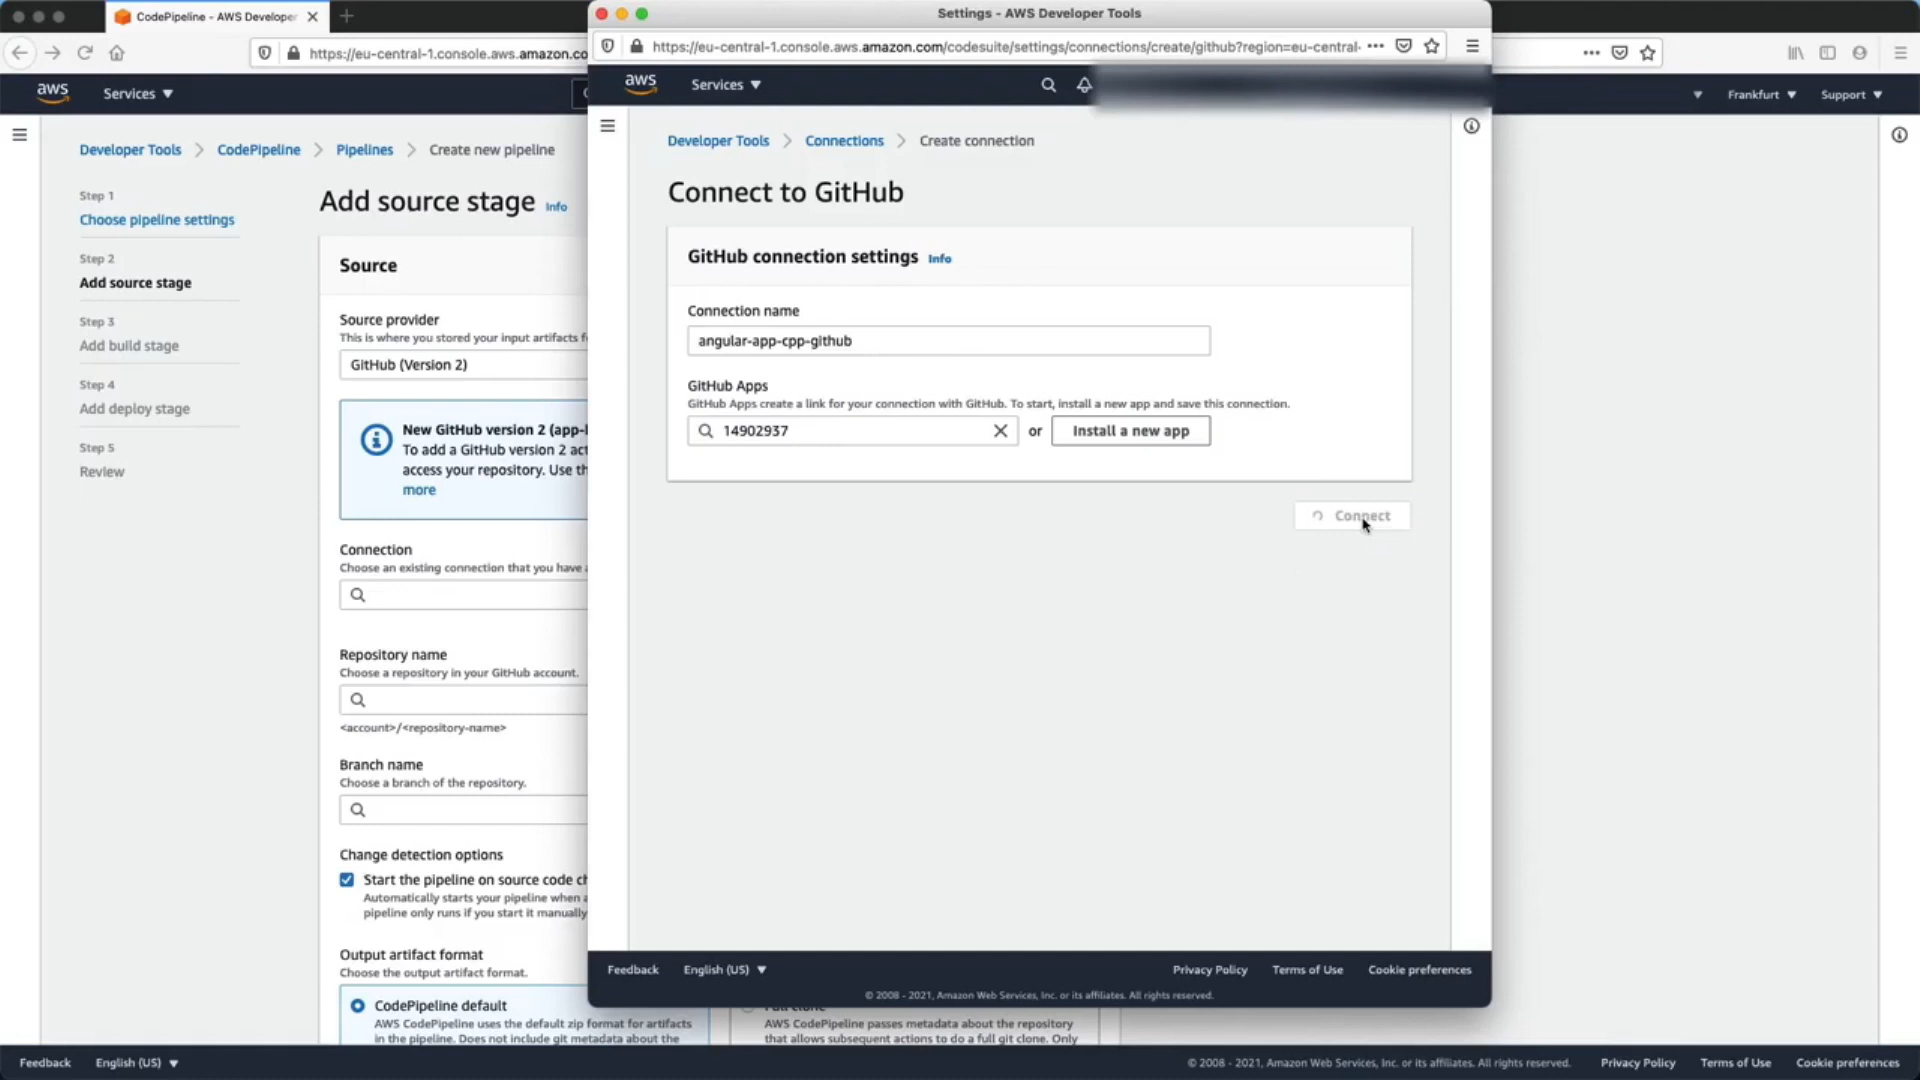 CodePipeline - AWS Developer
https://eu-central-1.console.aws.amazon.co
aws
Services
Frankfurt
Support
Developer Tools
CodePipeline
Pipelines
Create new pipeline
Step 1
Choose pipeline settings
Step 2
Add source stage
Step 3
Add build stage
Step 4
Add deploy stage
Step 5
Review
Add source stage Info
Source
Source provider
This is where you stored your input artifacts f
GitHub (Version 2)
New GitHub version 2 (app-
To add a GitHub version 2 act
access your repository. Use th
more
Connection
Choose an existing connection that you have
Repository name
Choose a repository in your GitHub account.
<account>/<repository-name>
Branch name
Choose a branch of the repository.
Change detection options
Start the pipeline on source code ch
Automatically starts your pipeline when a
pipeline only runs if you start it manually
Output artifact format
Choose the output artifact format.
CodePipeline default
AWS CodePipeline uses the default zip format for artifacts
in the pipeline. Does not include git metadata about the
Full clone
AWS CodePipeline passes metadata about the repository
that allows subsequent actions to do a full git clone. Only
Settings - AWS Developer Tools
https://eu-central-1.console.aws.amazon.com/codesuite/settings/connections/create/github?region=eu-central-
aws
Services
Developer Tools
Connections
Create connection
Connect to GitHub
GitHub connection settings Info
Connection name
angular-app-cpp-github
GitHub Apps
GitHub Apps create a link for your connection with GitHub. To start, install a new app and save this connection.
14902937
or
Install a new app
Connect
Feedback
English (US)
Privacy Policy
Terms of Use
Cookie preferences
© 2008 - 2021, Amazon Web Services, Inc. or its affiliates. All rights reserved.
Feedback
English (US)
© 2008 - 2021, Amazon Web Services, Inc. or its affiliates. All rights reserved.
Privacy Policy
Terms of Use
Cookie preferences